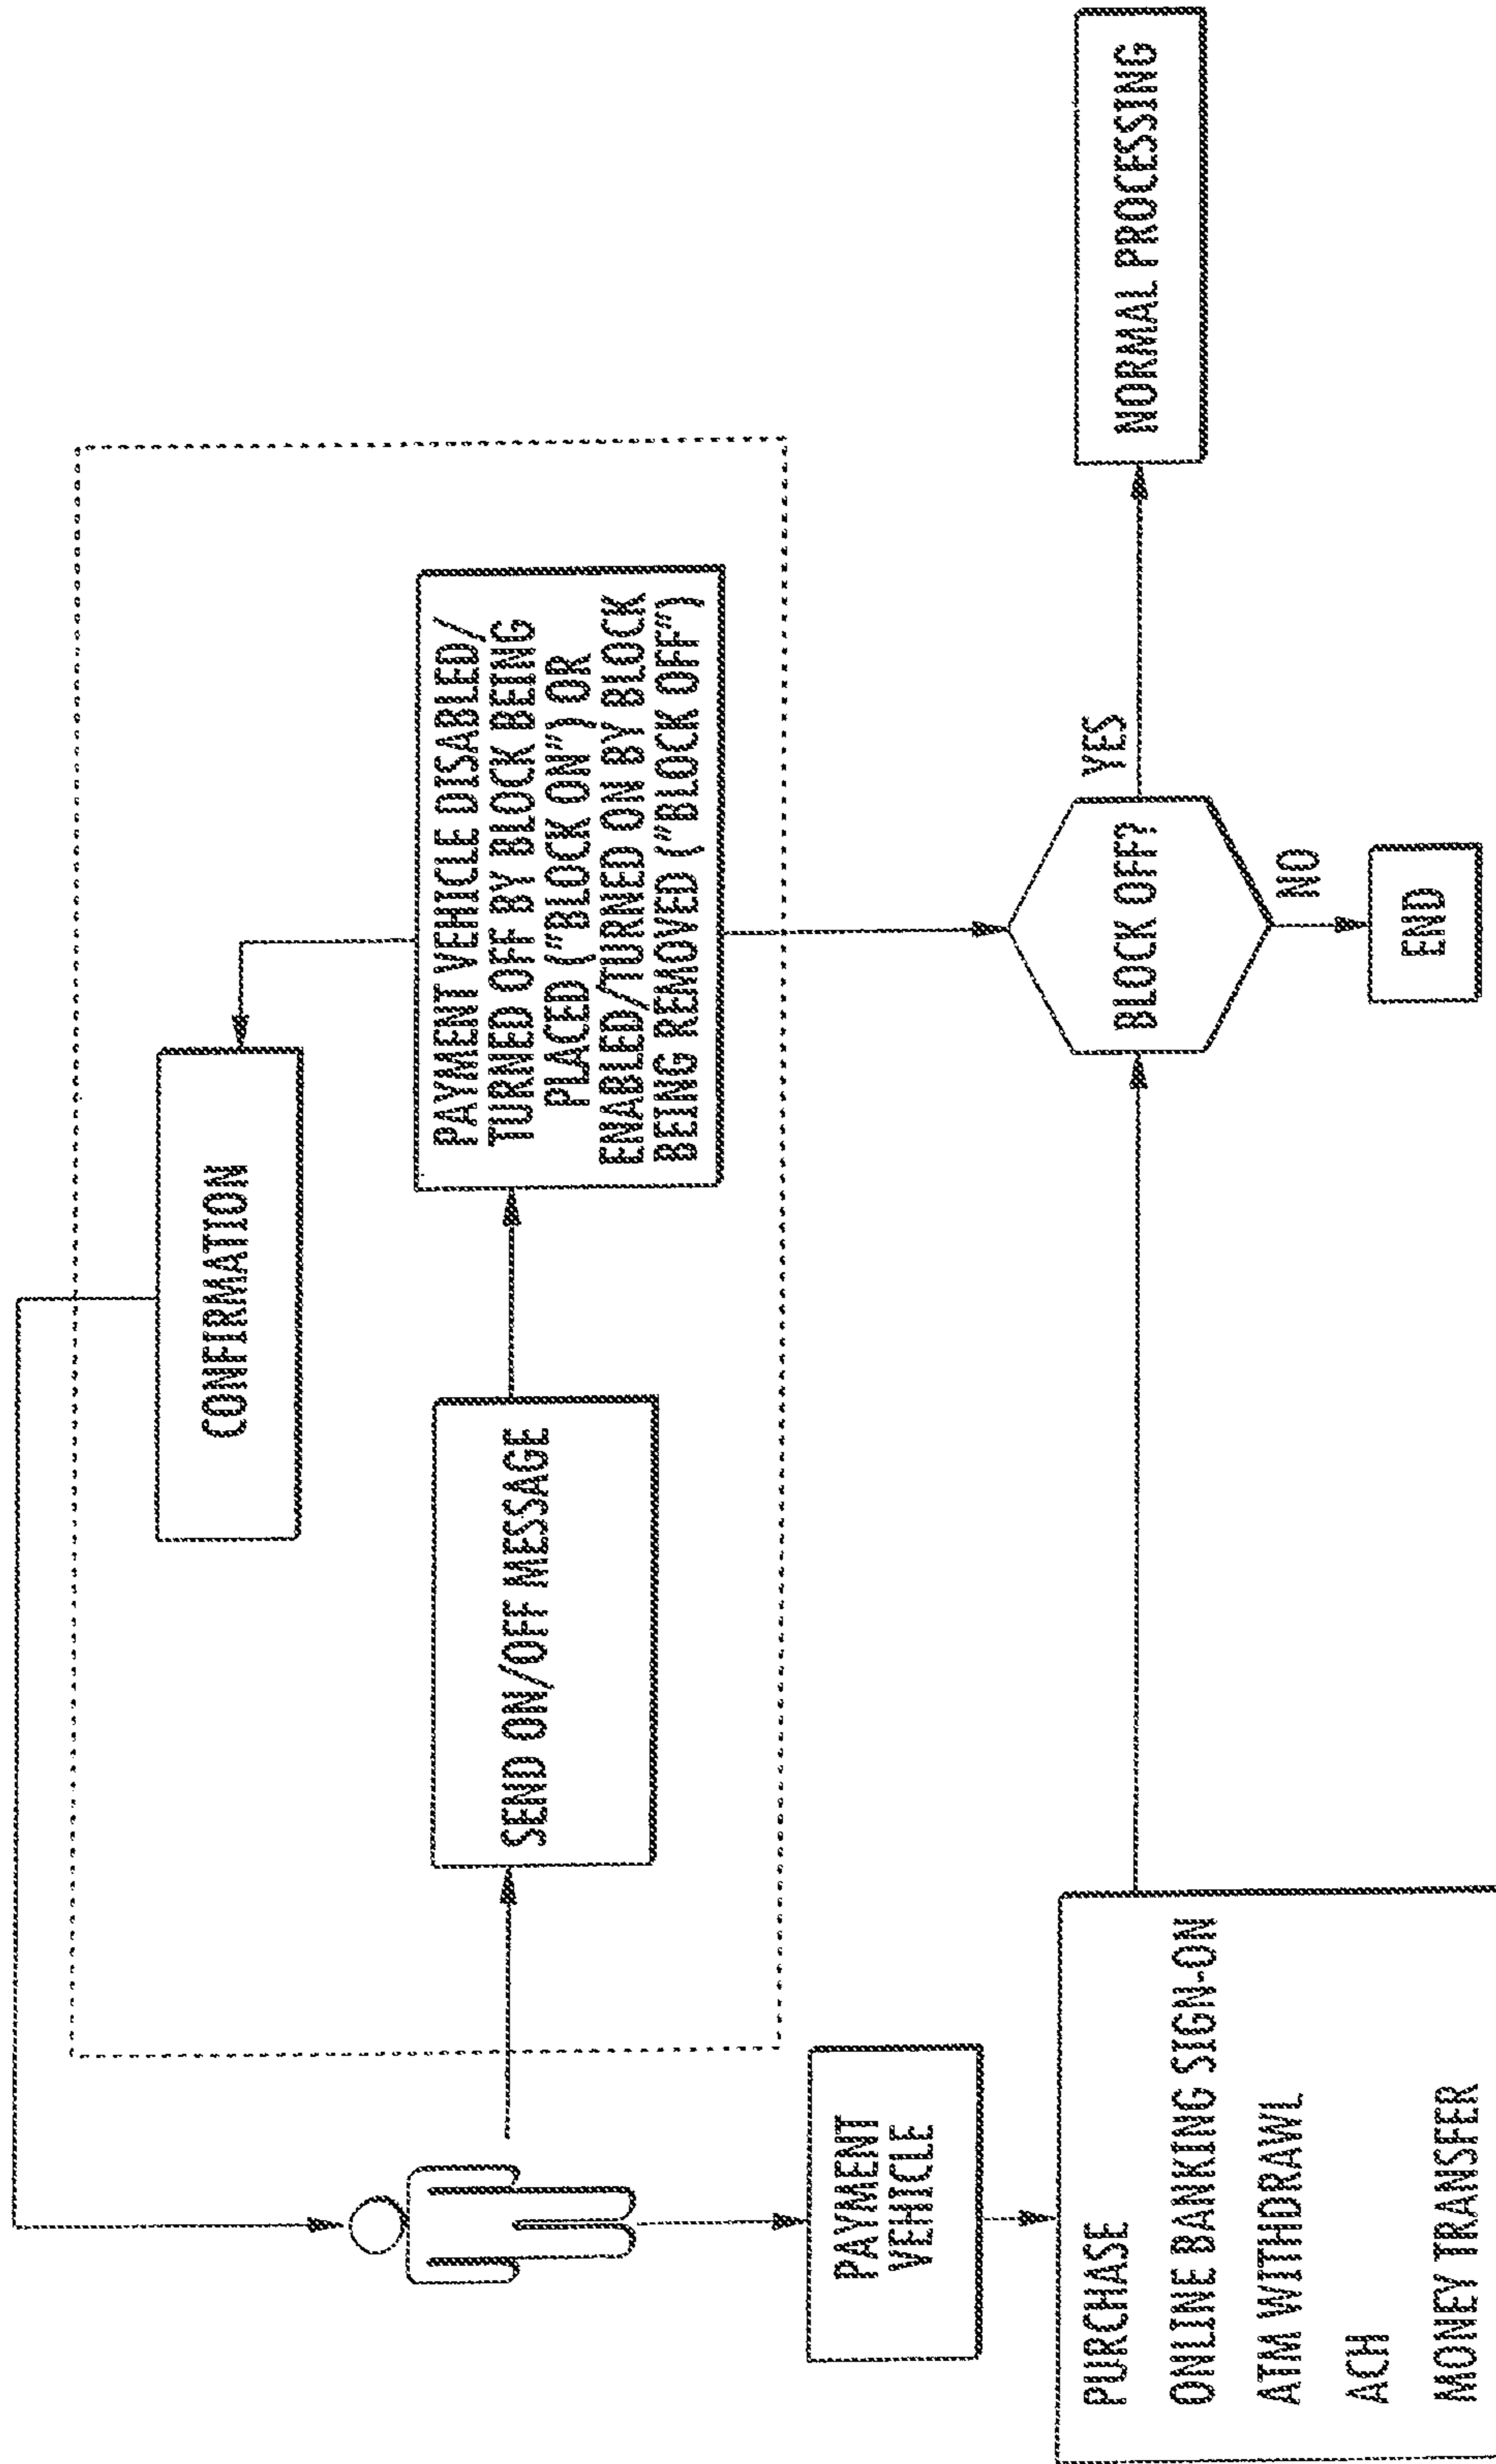 CONFIRMATION
SEND ON/OFF MESSAGE
PAYMENT VEHICLE DISABLED/
TURNED OFF BY BLOCK BEING
PLACED ("BLOCK ON") OR
ENABLED/TURNED ON BY BLOCK
BEING REMOVED ("BLOCK OFF")
PAYMENT
VEHICLE
PURCHASE
ONLINE BANKING SIGN-ON
ATM WITHDRAWL
ACH
MONEY TRANSFER
BLOCK OFF?
YES
NO
NORMAL PROCESSING
END